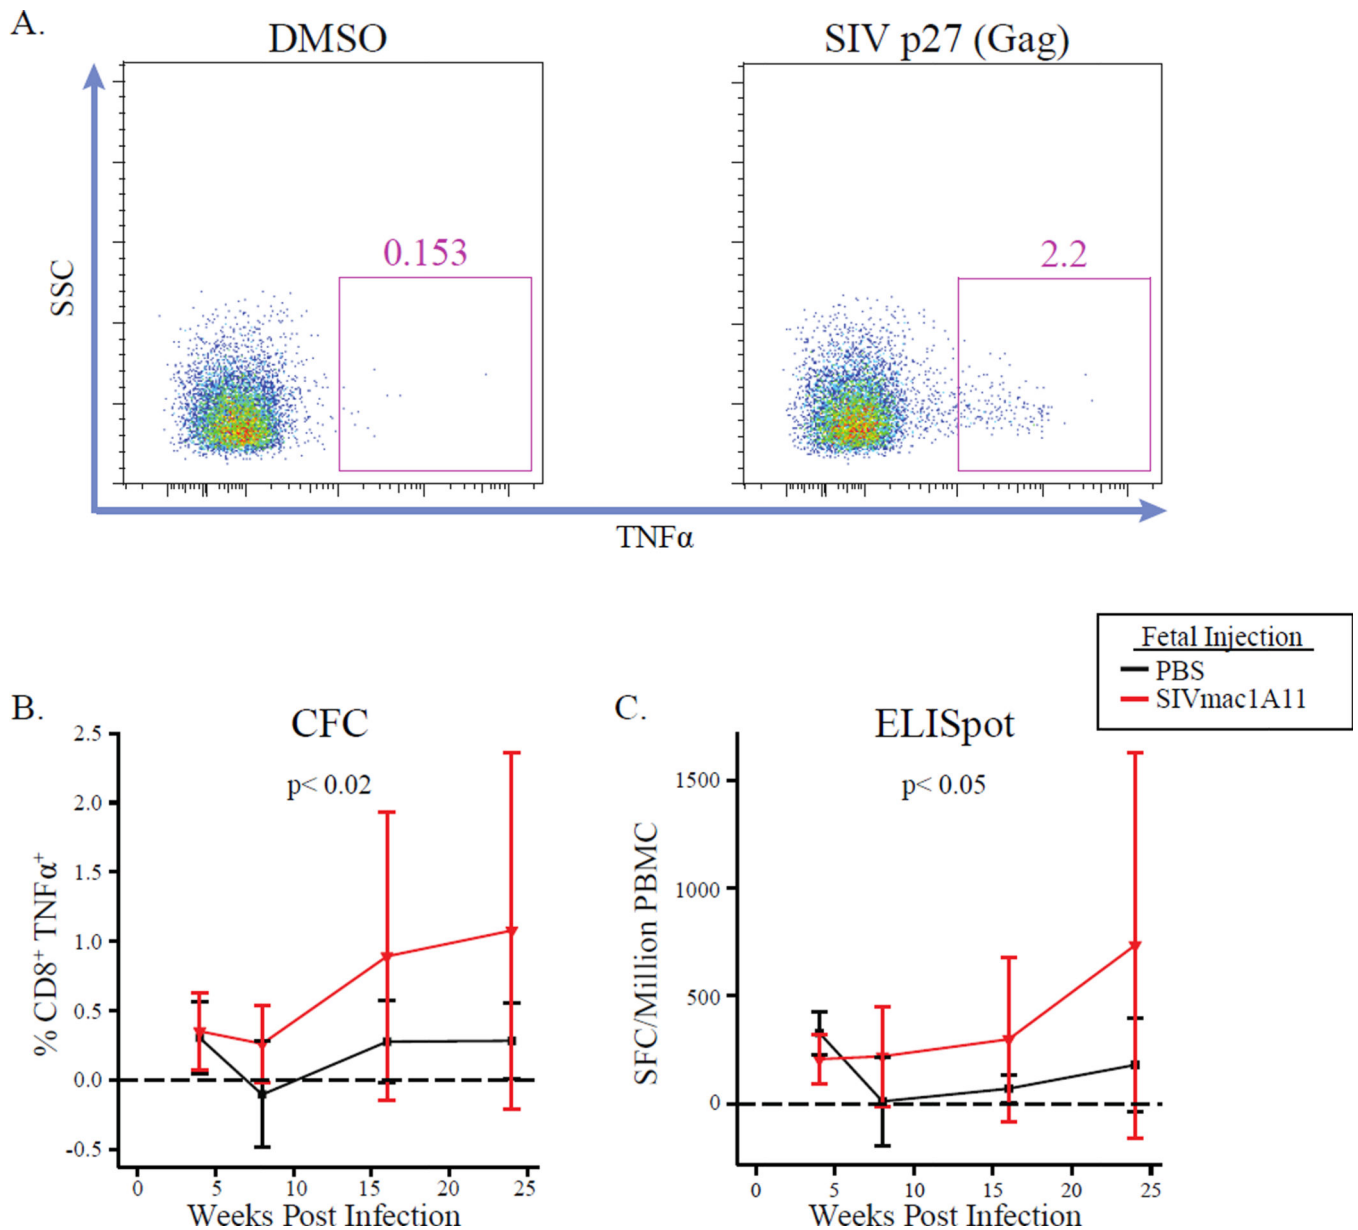 A.
DMSO
SIV p27 (Gag)
0.153
2.2
SSC
TNFα
Fetal Injection
PBS
SIVmac1A11
B.
CFC
p< 0.02
% CD8⁺ TNFα⁺
2.5
2.0
1.5
1.0
0.5
0.0
-0.5
0 5 10 15 20 25
Weeks Post Infection
C.
ELISpot
p< 0.05
SFC/Million PBMC
1500
1000
500
0
0 5 10 15 20 25
Weeks Post Infection